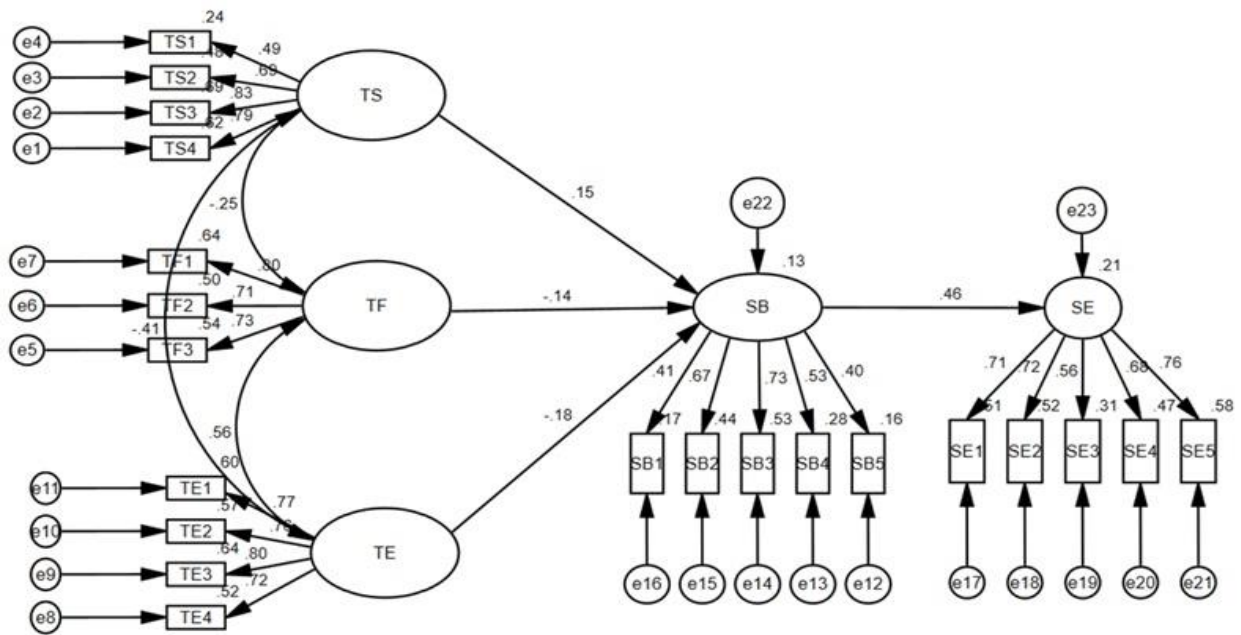 .24
e4 TS1 .49
.48
e3 TS2 .69
TS
.69
e2 TS3 .83
.62 .79
e1 TS4
.15
e22
e23
-.25
.64
.13
.21
e7 TF1 .80
.50
e6 TF2 .71
TF
-.14
SB
.46
SE
-.41 .54 .73
e5 TF3
.41 .67 .73 .53 .40
.71 .72 .56 .68 .76
-.18
.17 .44 .53 .28 .16
.51 .52 .31 .47 .58
.56
.60
SB1 SB2 SB3 SB4 SB5
SE1 SE2 SE3 SE4 SE5
e11 TE1 .77
.57
e10 TE2 .76
TE
.64 .80
e9 TE3
.52 .72
e8 TE4
e16 e15 e14 e13 e12
e17 e18 e19 e20 e21